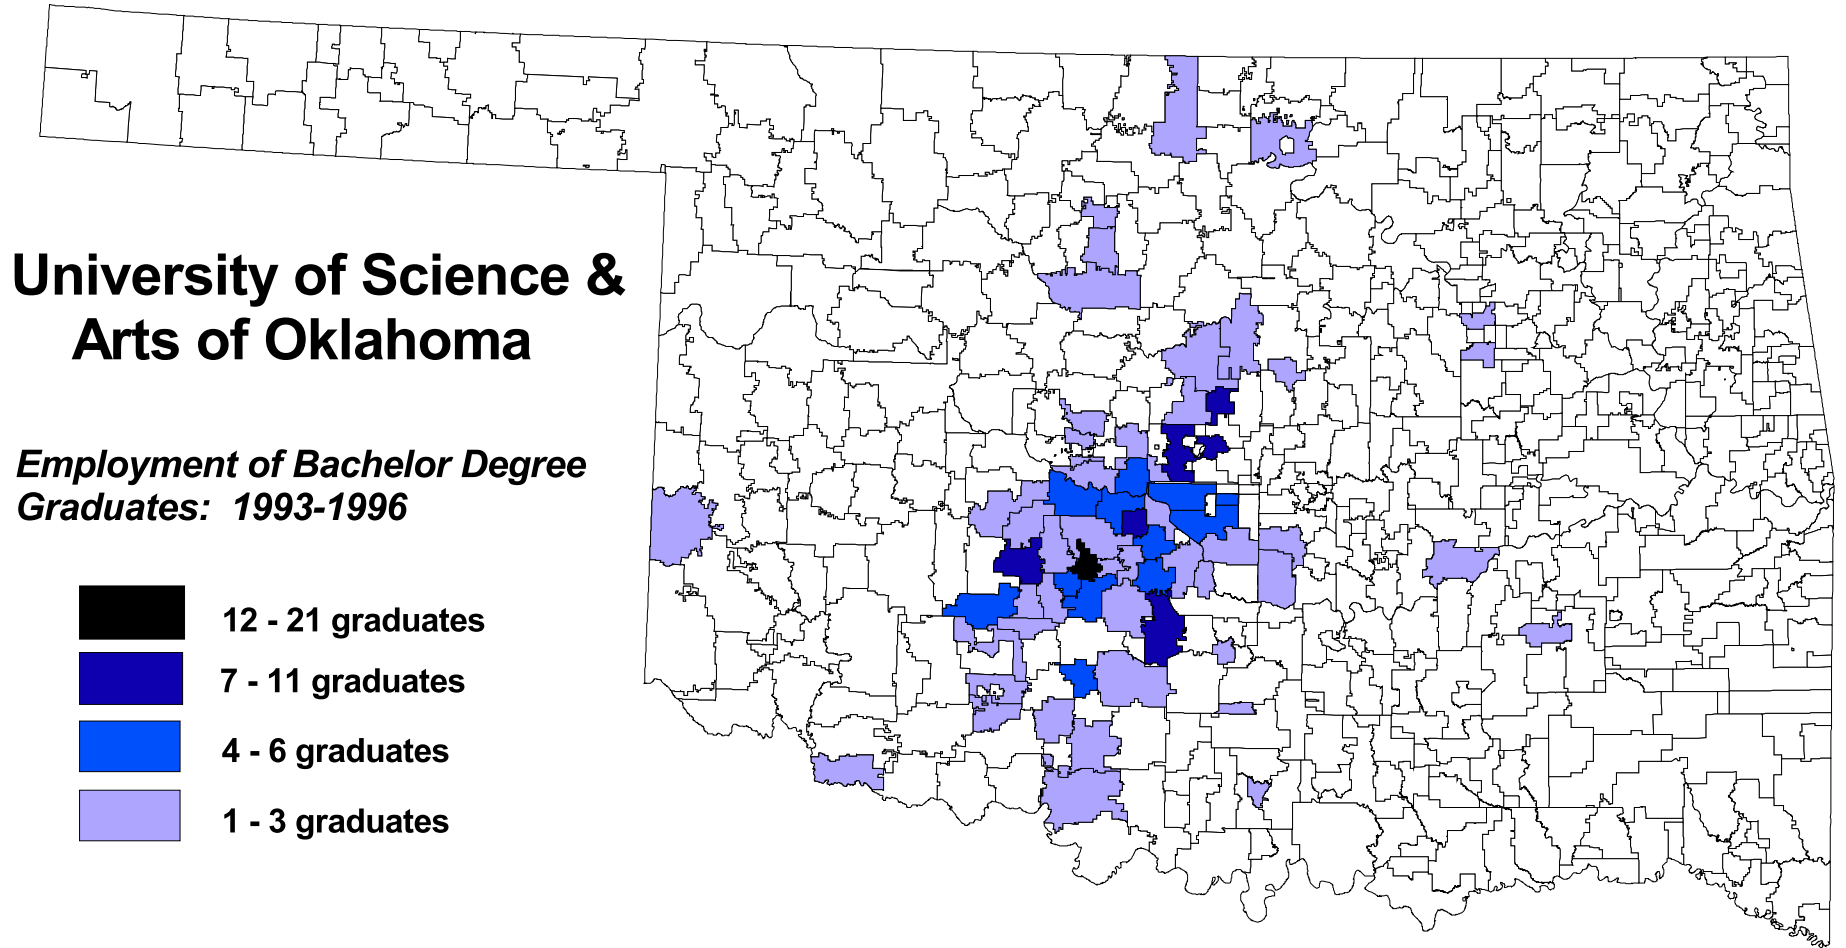 University of Science &
Arts of Oklahoma
Employment of Bachelor Degree
Graduates: 1993-1996
12 - 21 graduates
7 - 11 graduates
4 - 6 graduates
1 - 3 graduates